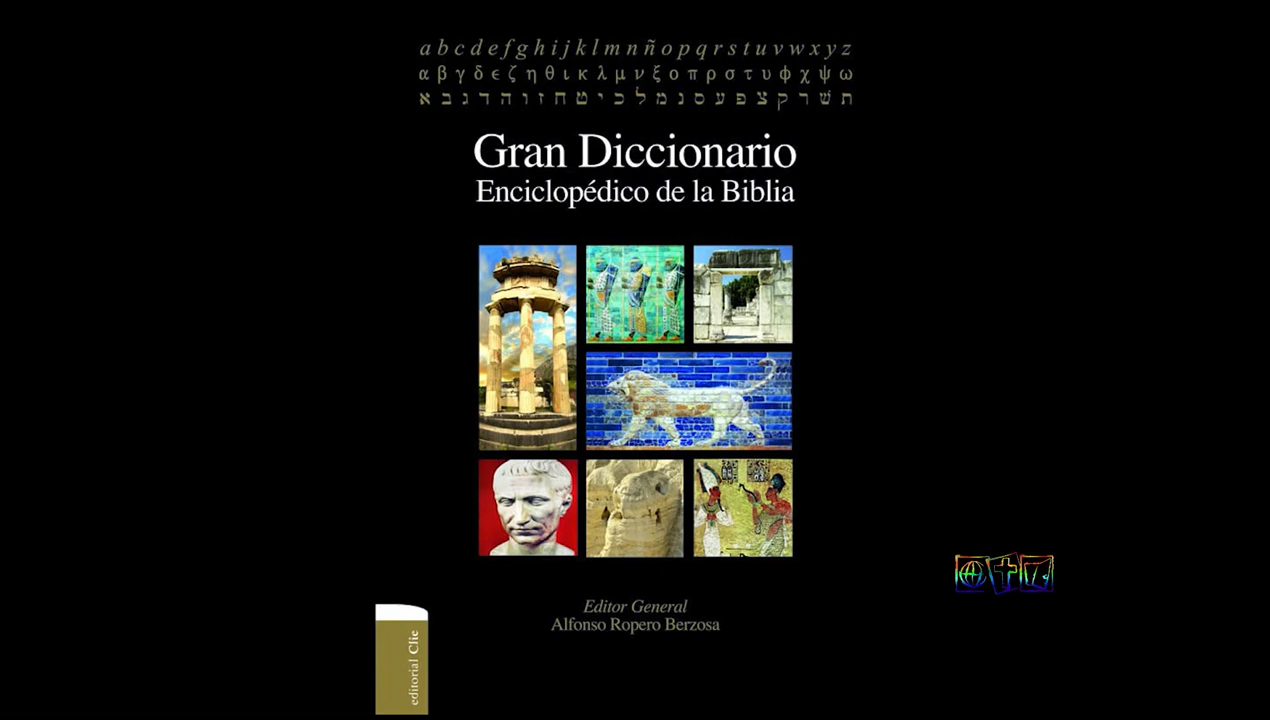 a b c d e f g h i j k l m n ñ o p q r s t u v w x y z
α β γ δ ϵ ζ η θ ι κ λ μ ν ξ ο π ρ σ τ υ φ χ ψ ω
א ב ג ד ה ו ז ח ט י כ ל מ נ ס ע פ צ ק ר שׁ ת
Gran Diccionario
Enciclopédico de la Biblia
Editor General
Alfonso Ropero Berzosa
editorial Clie